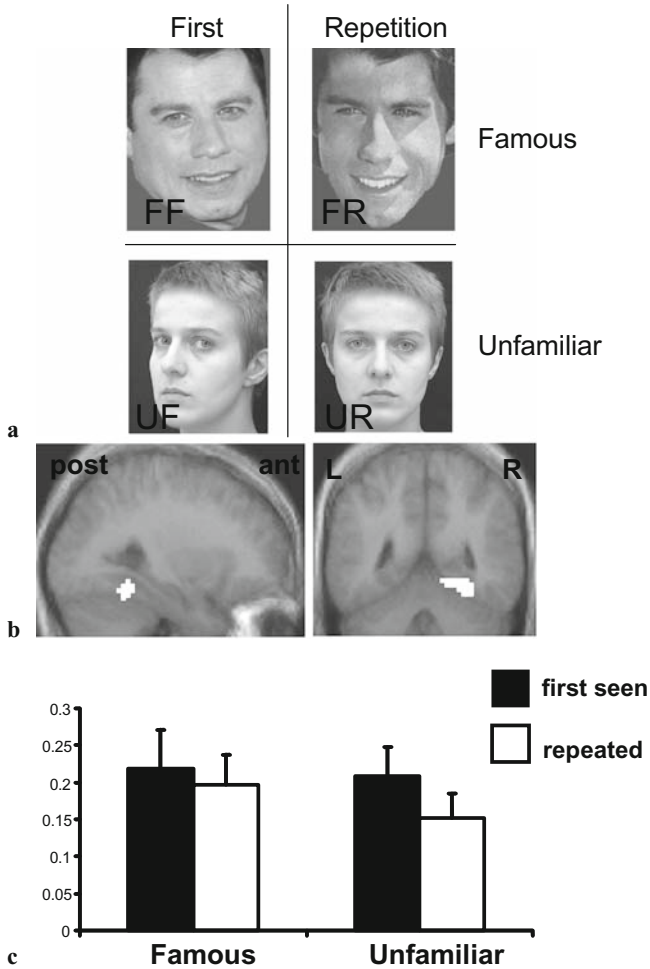 First Repetition
FF FR Famous
UF UR Unfamiliar
a
post ant L R
b
first seen
repeated
0.3
0.25
0.2
0.15
0.1
0.05
0
c Famous Unfamiliar